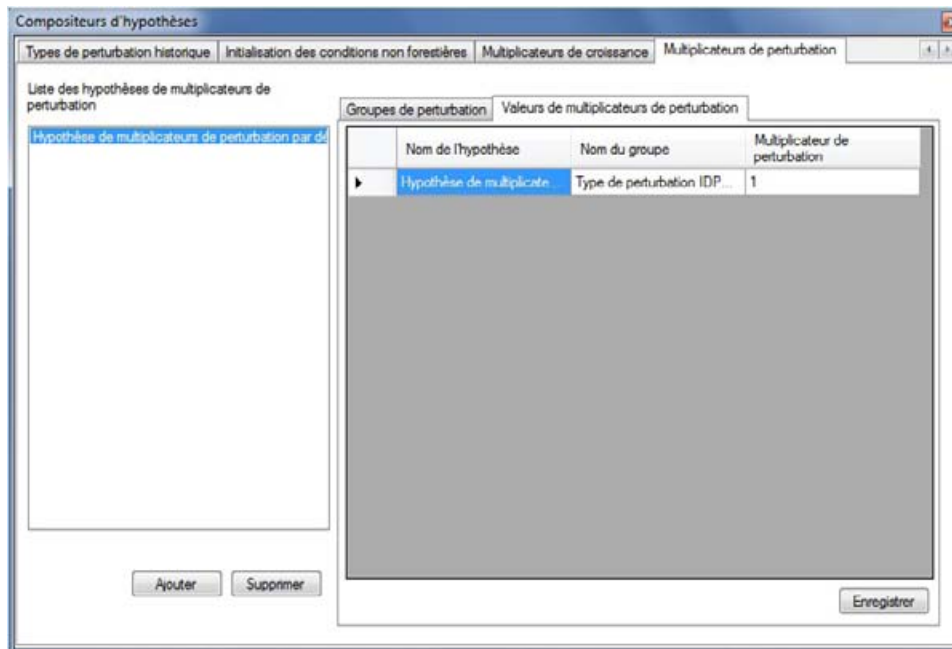 Compositeurs d'hypothèses
Types de perturbation historique
Initialisation des conditions non forestières
Multiplicateurs de croissance
Multiplicateurs de perturbation
Liste des hypothèses de multiplicateurs de
perturbation
Hypothèse de multiplicateurs de perturbation par dé
Groupes de perturbation
Valeurs de multiplicateurs de perturbation
Nom de l'hypothèse
Nom du groupe
Multiplicateur de
perturbation
Hypothèse de multiplicate...
Type de perturbation IDP...
1
Ajouter
Supprimer
Enregistrer